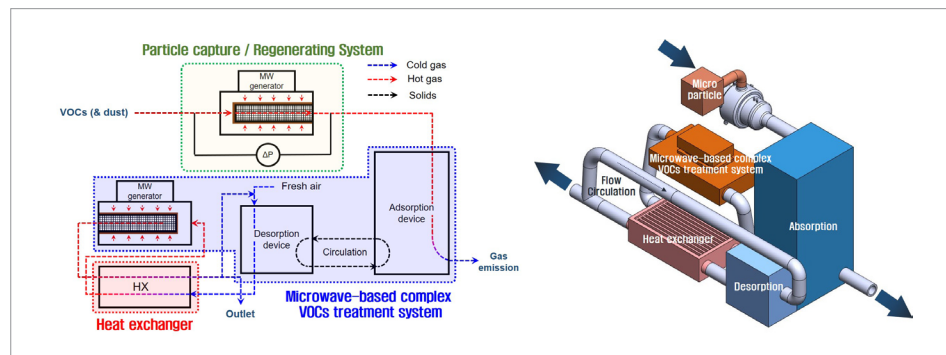 Particle capture / Regenerating System
Cold gas
Hot gas
Solids
MW
generator
VOCs (& dust)
ΔP
MW
generator
Fresh air
Desorption
device
Circulation
Adsorption
device
Gas
emission
HX
Outlet
Heat exchanger
Microwave-based complex
VOCs treatment system
Micro
particle
Microwave-based complex
VOCs treatment system
Flow
Circulation
Heat exchanger
Absorption
Desorption